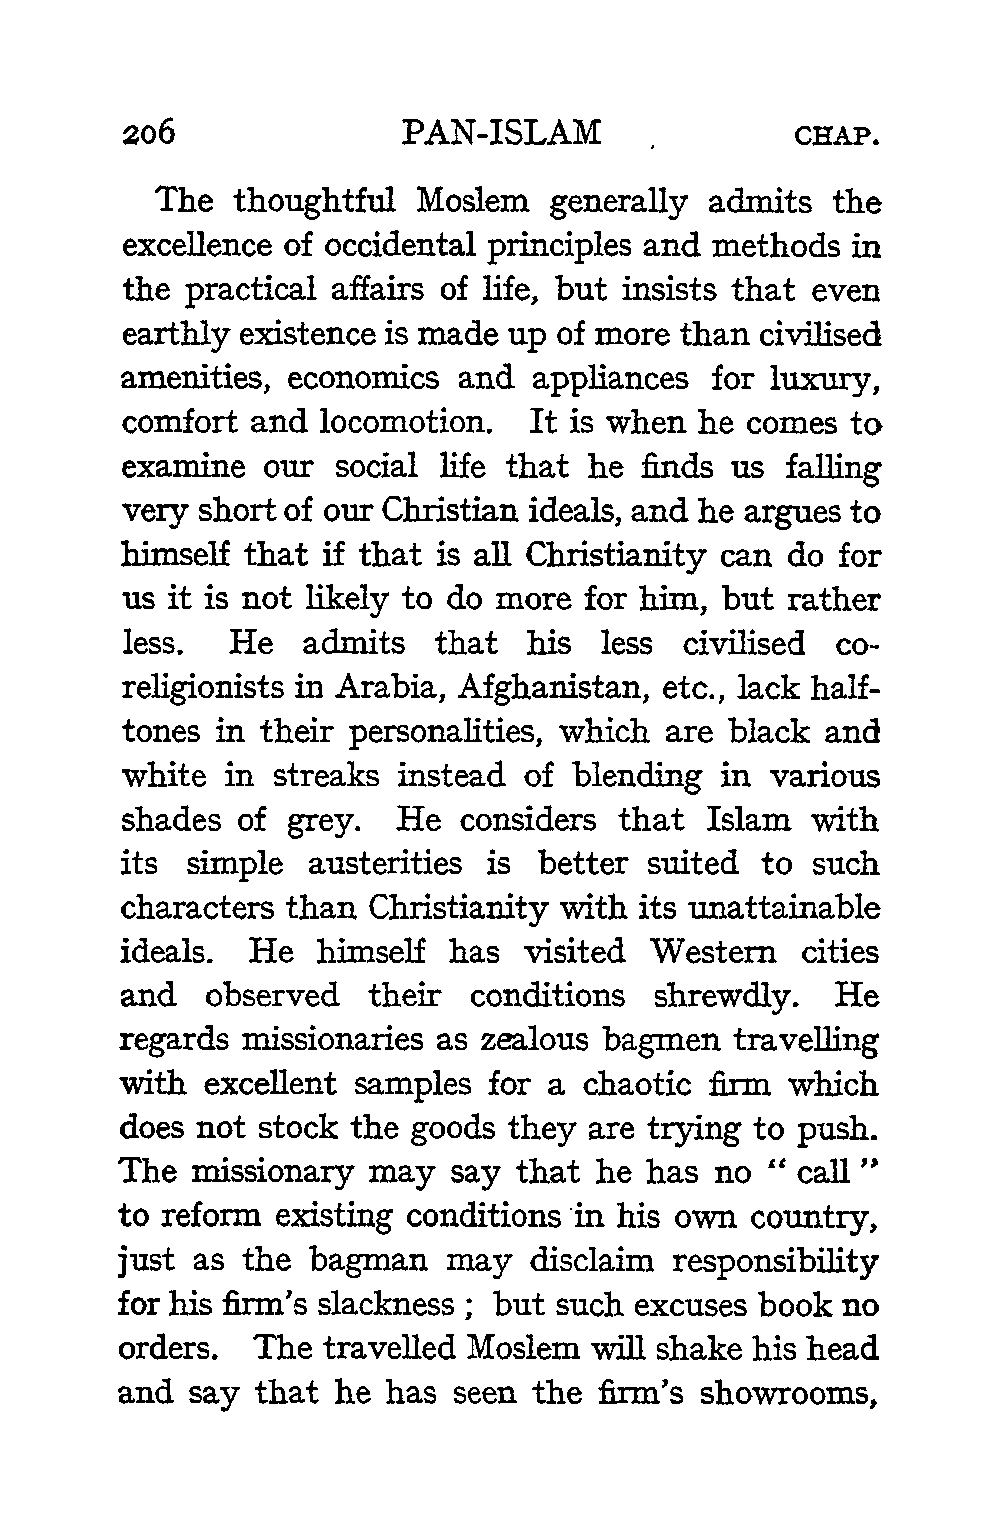 206 PAN-ISLAM CHAP.
The thoughtful Moslem generally admits the
excellence of occidental principles and methods in
the practical affairs of life, but insists that even
earthly existence is made up of more than civilised
amenities, economics and appliances for luxury,
comfort and locomotion. It is when he comes to
examine our social life that he finds us falling
very short of our Christian ideals, and he argues to
himself that if that is all Christianity can do for
us it is not likely to do more for him, but rather
less. He admits that his less civilised co-
religionists in Arabia, Afghanistan, etc., lack half-
tones in their personalities, which are black and
white in streaks instead of blending in various
shades of grey. He considers that Islam with
its simple austerities is better suited to such
characters than Christianity with its unattainable
ideals. He himself has visited Western cities
and observed their conditions shrewdly. He
regards missionaries as zealous bagmen travelling
with excellent samples for a chaotic firm which
does not stock the goods they are trying to push.
The missionary may say that he has no “ call ”
to reform existing conditions in his own country,
just as the bagman may disclaim responsibility
for his firm’s slackness ; but such excuses book no
orders. The travelled Moslem will shake his head
and say that he has seen the firm’s showrooms,